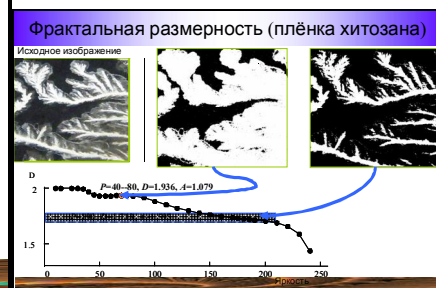 Фрактальная размерность (плёнка хитозана)
Исходное изображение
D
2
P=40–80, D=1.936, A=1.079
1.5
0 50 100 150 200 250
Яркость